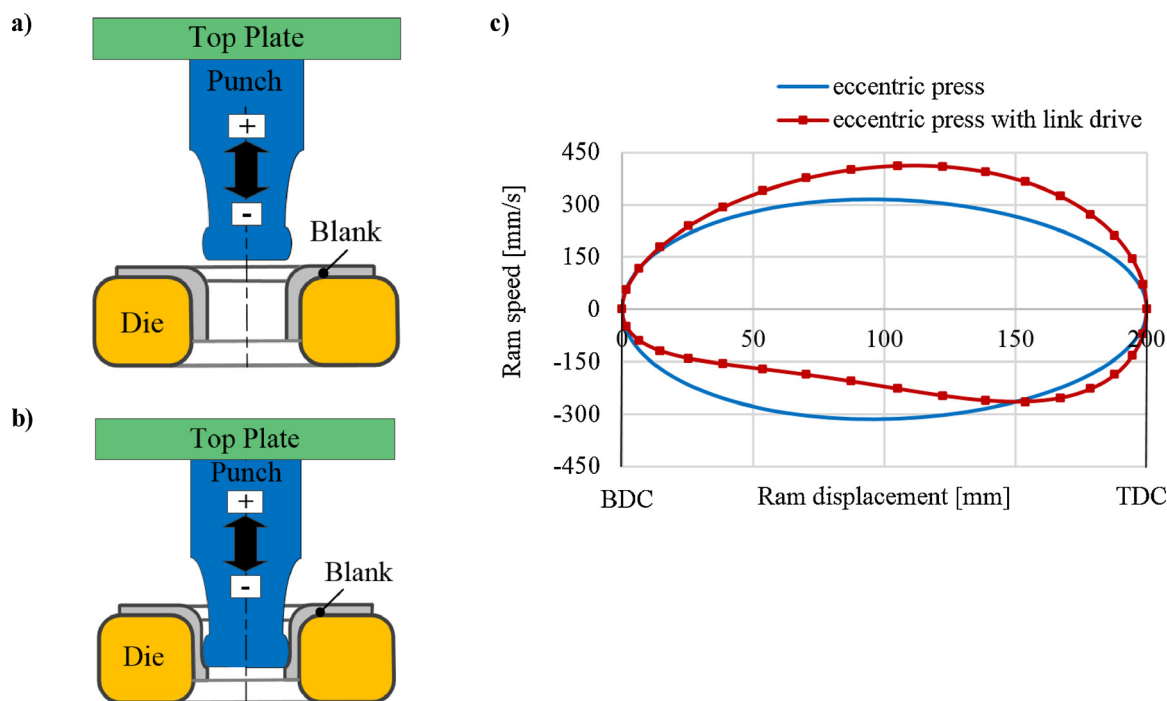 a)
Top Plate
Punch
+
-
Blank
Die
b)
Top Plate
Punch
+
-
Blank
Die
c)
eccentric press
eccentric press with link drive
Ram speed [mm/s]
450
300
150
0
-150
-300
-450
0 50 100 150 200
BDC Ram displacement [mm] TDC